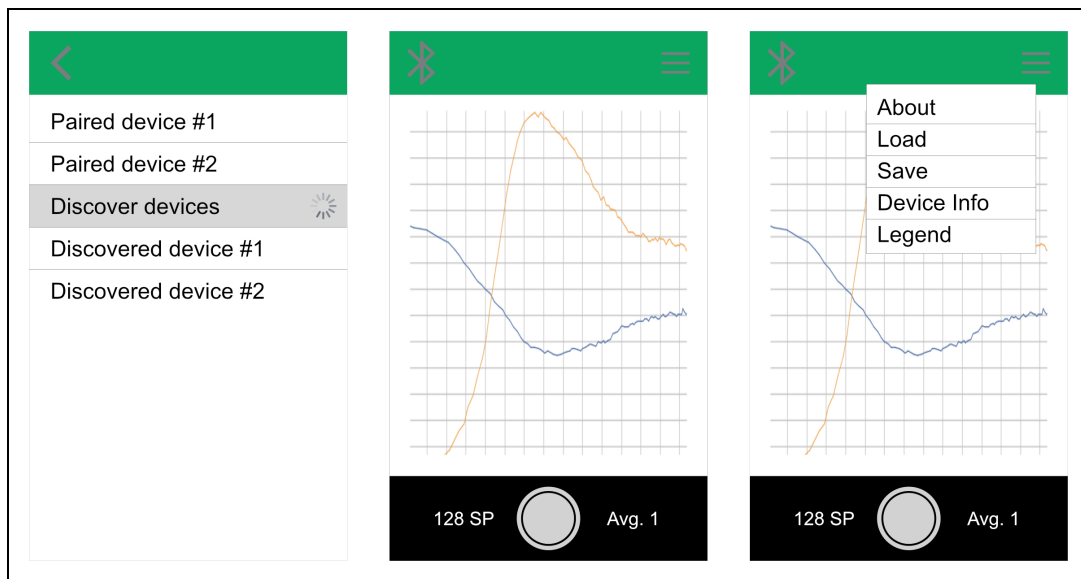 Paired device #1
Paired device #2
Discover devices
Discovered device #1
Discovered device #2
128 SP
Avg. 1
About
Load
Save
Device Info
Legend
128 SP
Avg. 1